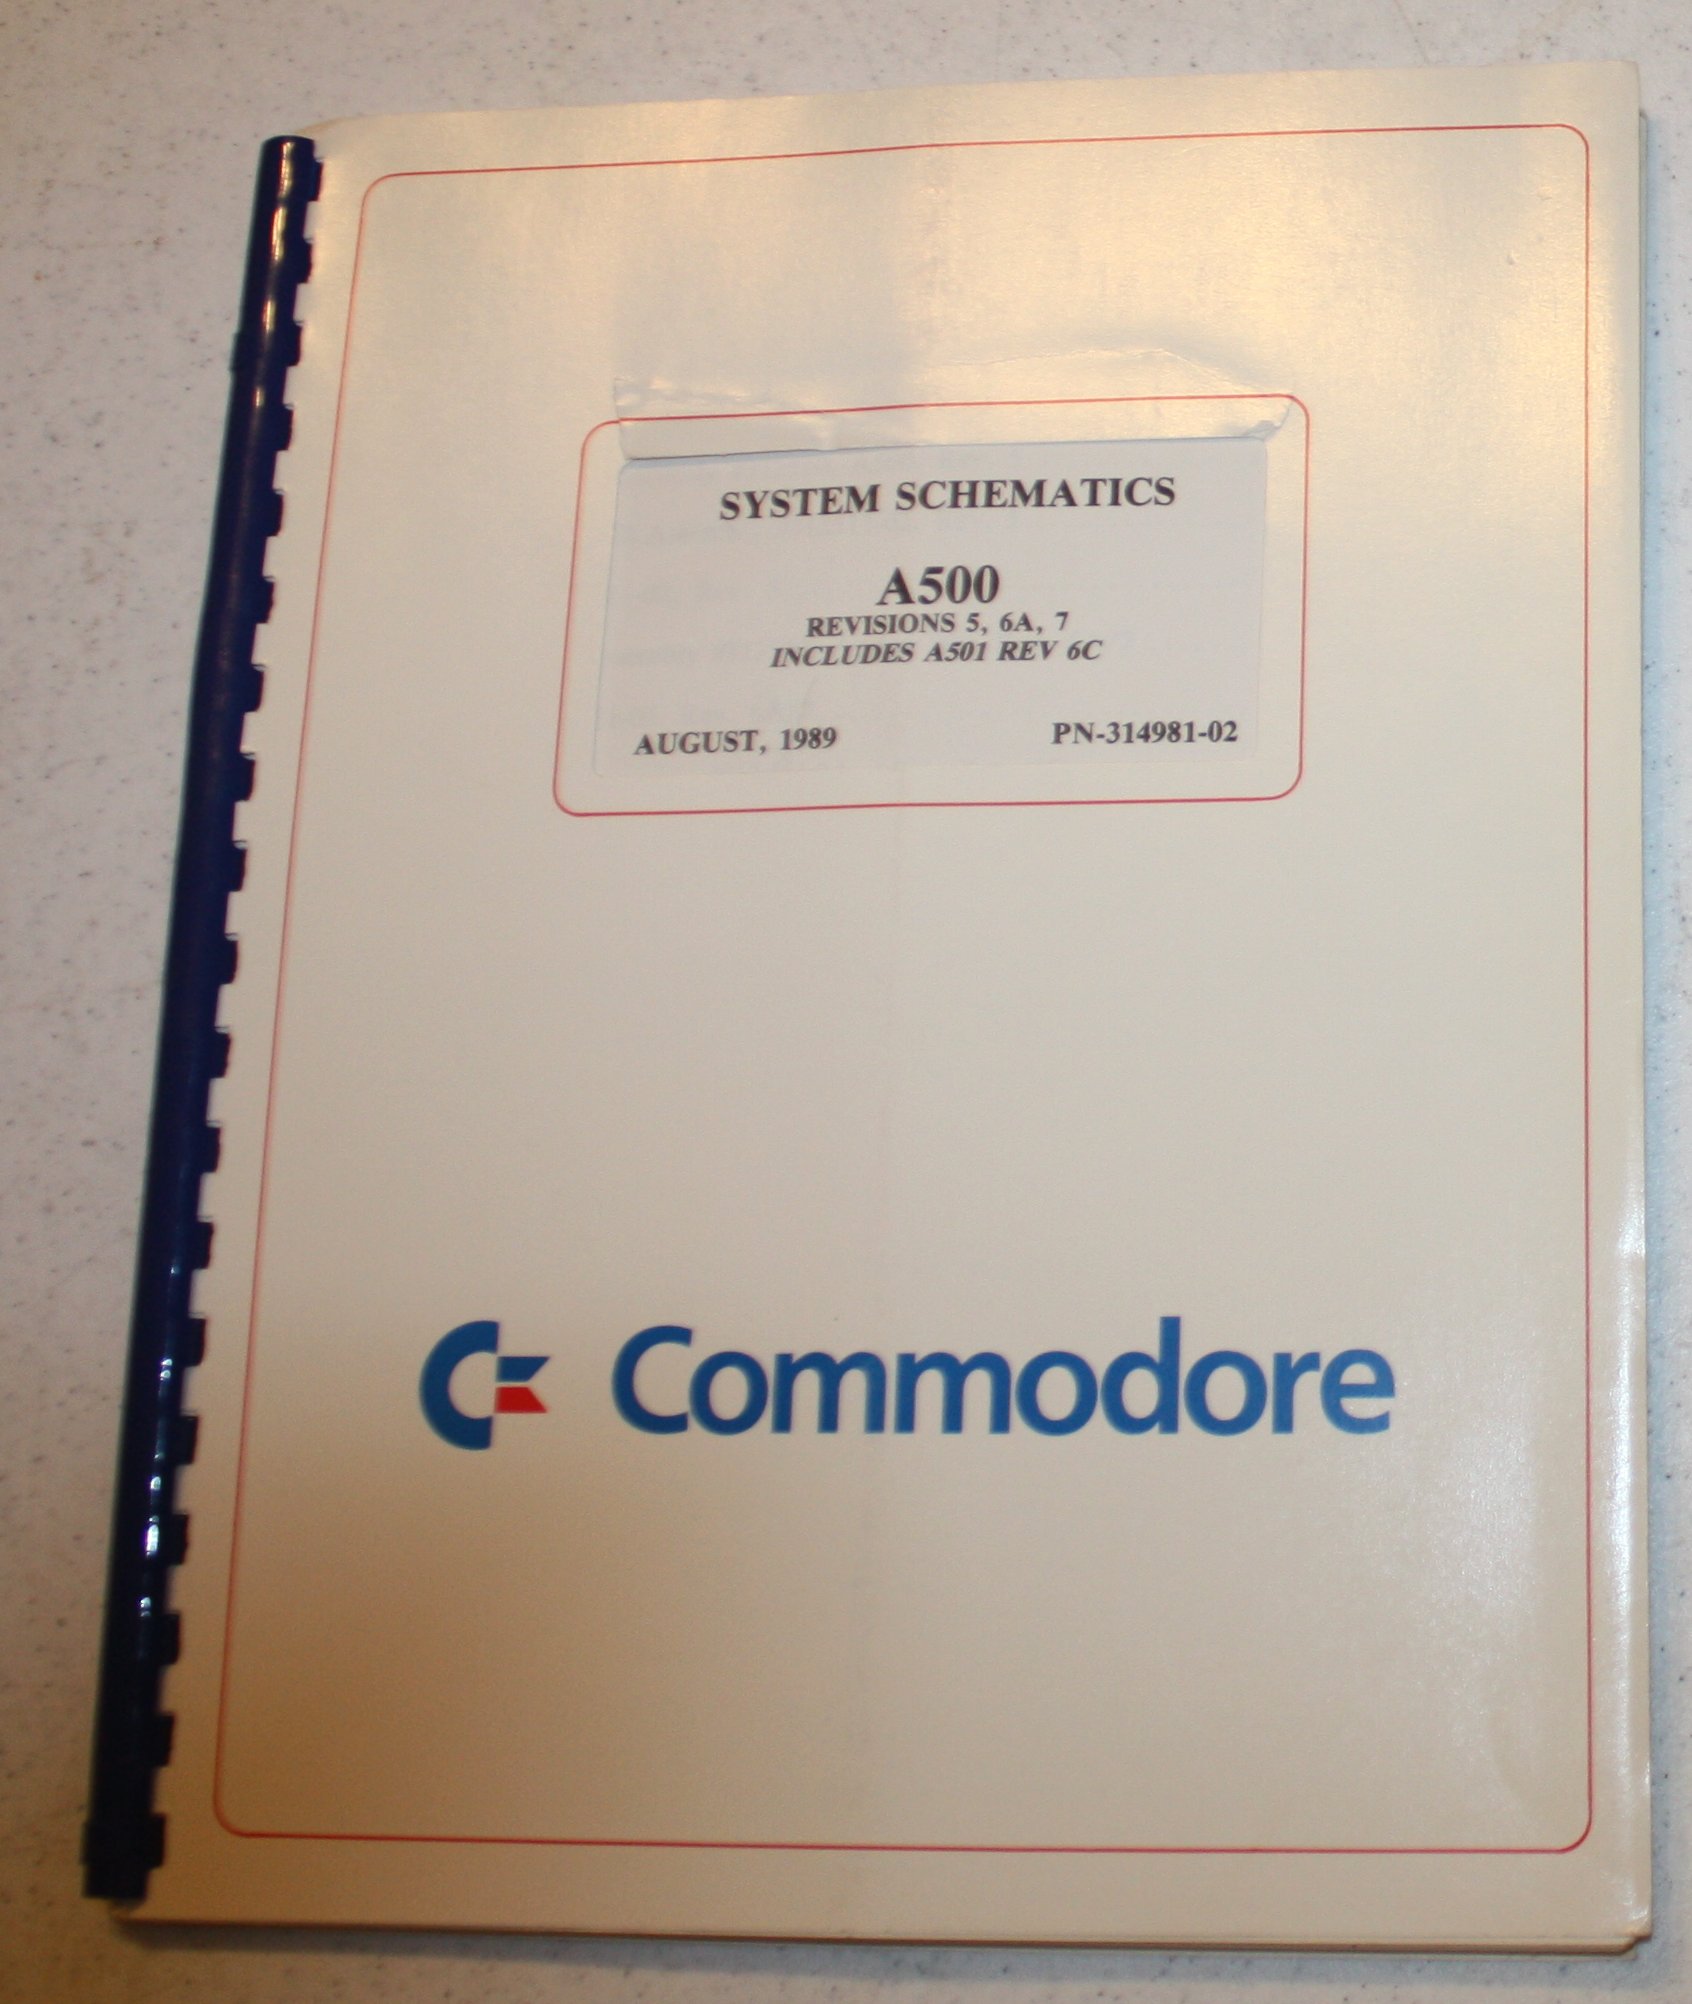 SYSTEM SCHEMATICS
A500
REVISIONS 5, 6A, 7
INCLUDES A501 REV 6C
AUGUST, 1989 PN-314981-02
Commodore